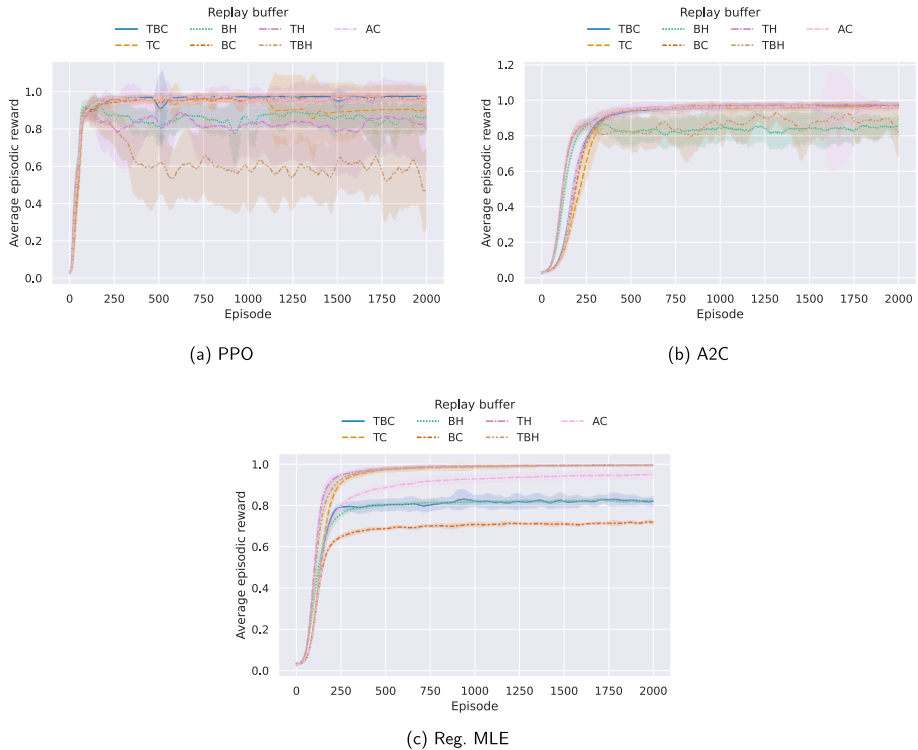 Replay buffer
TBC BH TH AC
TC BC TBH
Average episodic reward
1.0
0.8
0.6
0.4
0.2
0.0
0 250 500 750 1000 1250 1500 1750 2000
Episode
(a) PPO
Replay buffer
TBC BH TH AC
TC BC TBH
Average episodic reward
1.2
1.0
0.8
0.6
0.4
0.2
0.0
0 250 500 750 1000 1250 1500 1750 2000
Episode
(b) A2C
Replay buffer
TBC BH TH AC
TC BC TBH
Average episodic reward
1.0
0.8
0.6
0.4
0.2
0.0
0 250 500 750 1000 1250 1500 1750 2000
Episode
(c) Reg. MLE